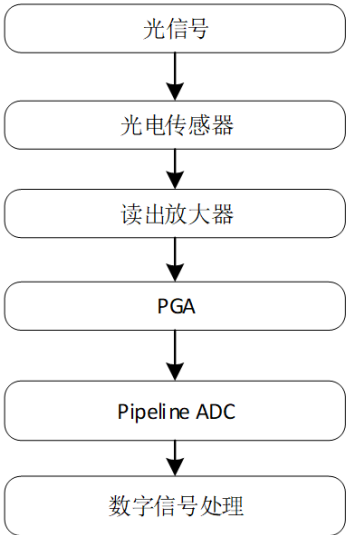 光信号
光电传感器
读出放大器
PGA
Pipeline ADC
数字信号处理